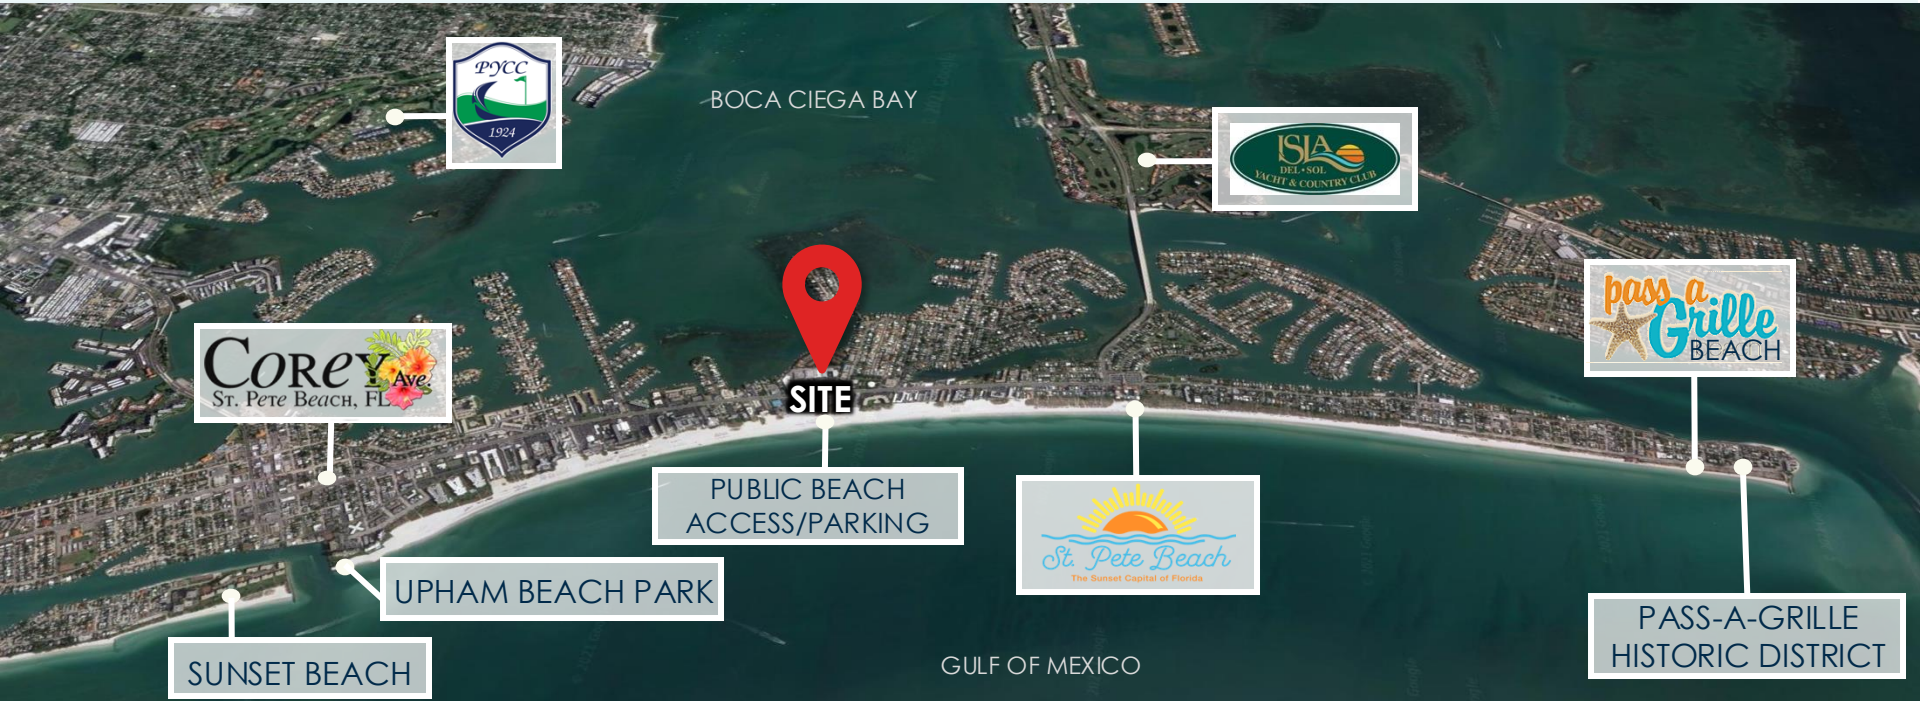 PYCC
1924
BOCA CIEGA BAY
ISLA
DEL • SOL
YACHT & COUNTRY CLUB
pass a
Grille
BEACH
COREY Ave.
ST. PETE BEACH, FL
SITE
PUBLIC BEACH
ACCESS/PARKING
St. Pete Beach
The Sunset Capital of Florida
UPHAM BEACH PARK
SUNSET BEACH
PASS-A-GRILLE
HISTORIC DISTRICT
GULF OF MEXICO